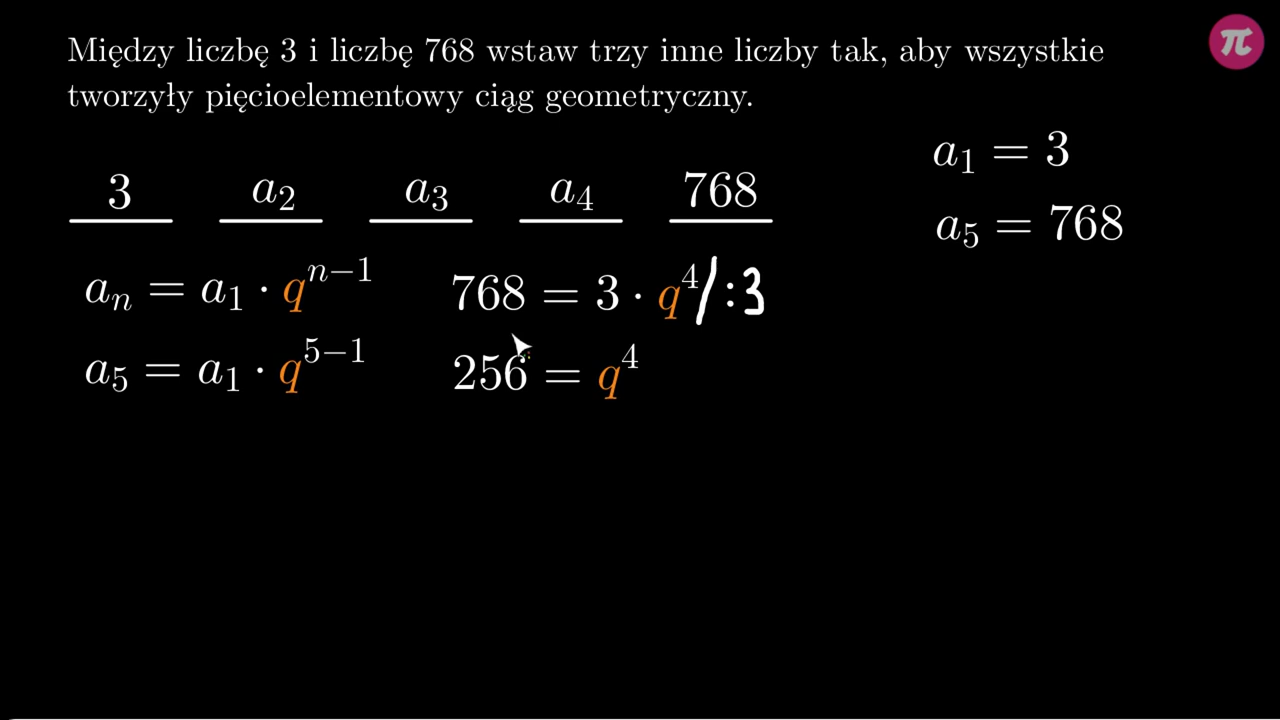 Między liczbę 3 i liczbę 768 wstaw trzy inne liczby tak, aby wszystkie
tworzyły pięcioelementowy ciąg geometryczny.
a₁ = 3
3 a₂ a₃ a₄ 768
a₅ = 768
aₙ = a₁ · qⁿ⁻¹
768 = 3 · q⁴ / :3
a₅ = a₁ · q⁵⁻¹
256 = q⁴
π